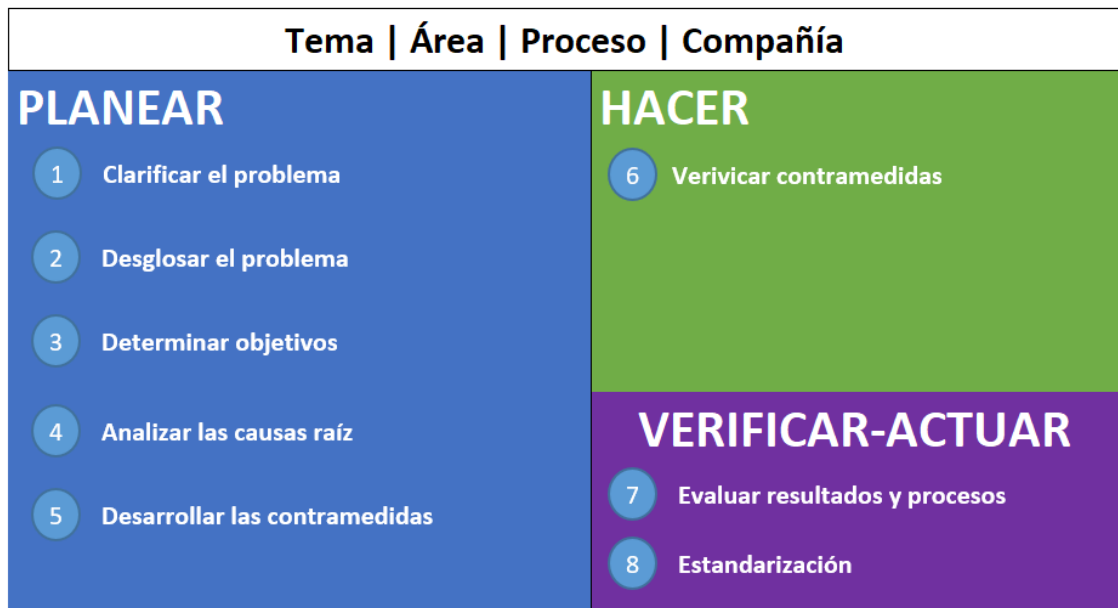 Tema | Área | Proceso | Compañía
PLANEAR
1 Clarificar el problema
2 Desglosar el problema
3 Determinar objetivos
4 Analizar las causas raíz
5 Desarrollar las contramedidas
HACER
6 Verivicar contramedidas
VERIFICAR-ACTUAR
7 Evaluar resultados y procesos
8 Estandarización